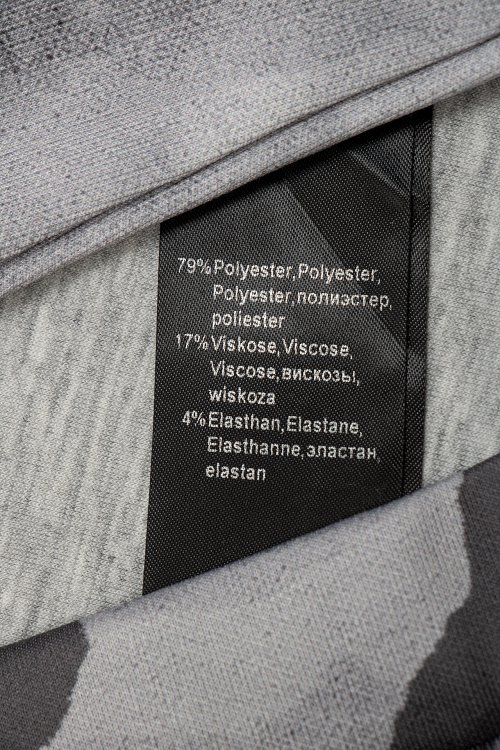 79%Polyester,Polyester,
Polyester,полиэстер,
poliester
17%Viskose,Viscose,
Viscose,вискозы,
wiskoza
4%Elasthan,Elastane,
Elasthanne,эластан,
elastan